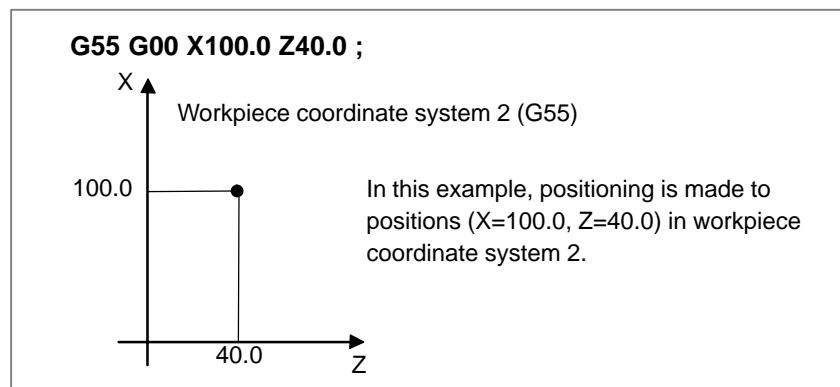 G55 G00 X100.0 Z40.0 ;
X
Workpiece coordinate system 2 (G55)
100.0
In this example, positioning is made to
positions (X=100.0, Z=40.0) in workpiece
coordinate system 2.
40.0
Z